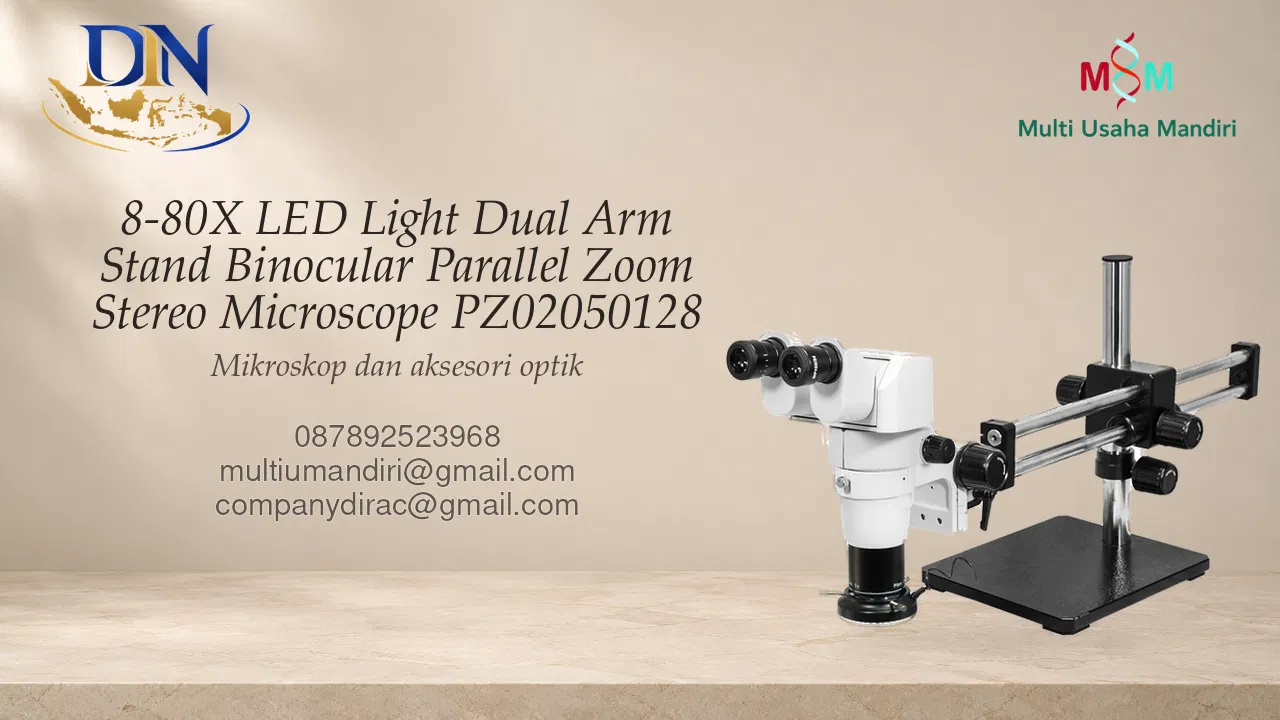 DIN
M M
Multi Usaha Mandiri
8-80X LED Light Dual Arm
Stand Binocular Parallel Zoom
Stereo Microscope PZ02050128
Mikroskop dan aksesori optik
087892523968
multiumandiri@gmail.com
companydirac@gmail.com